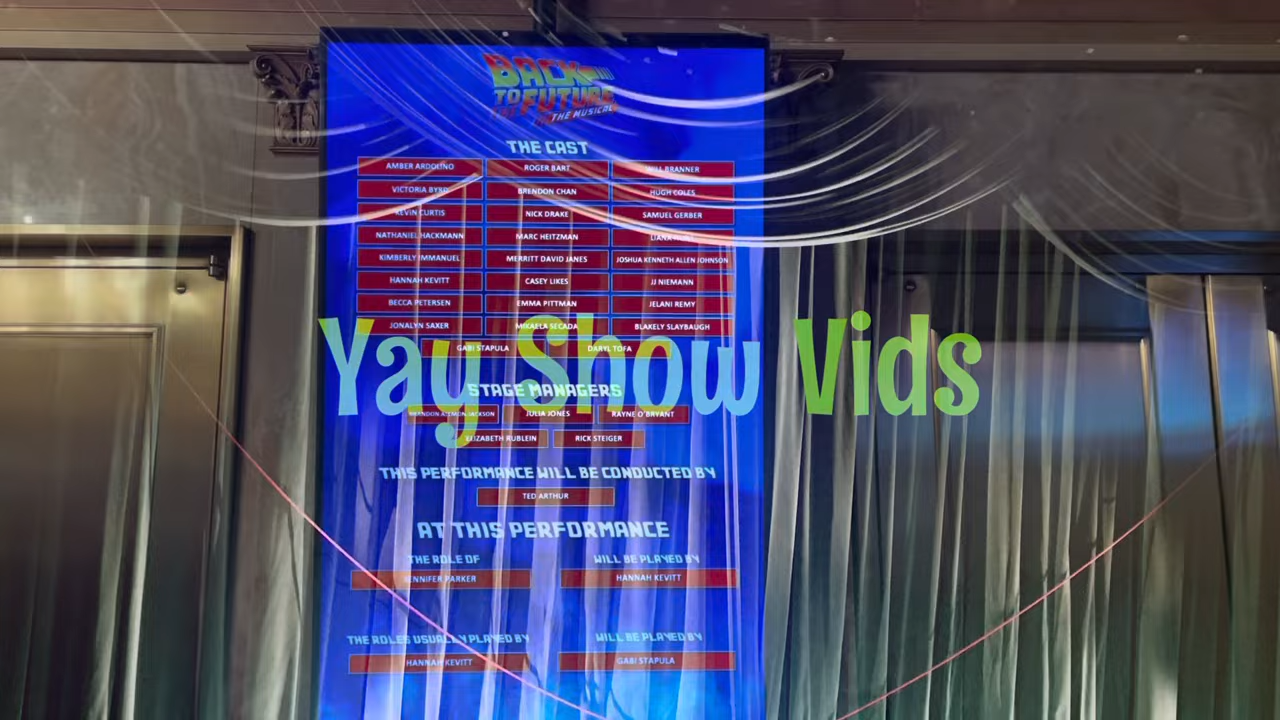 BACK
TO THE FUTURE
THE MUSICAL
THE CAST
AMBER ARDOLINO ROGER BART WILL BRANNER
VICTORIA BYRD BRENDON CHAN HUGH COLES
KEVIN CURTIS NICK DRAKE SAMUEL GERBER
NATHANIEL HACKMANN MARC HEITZMAN
KIMBERLY IMMANUEL MERRITT DAVID JANES JOSHUA KENNETH ALLEN JOHNSON
HANNAH KEVITT CASEY LIKES JJ NIEMANN
BECCA PETERSEN EMMA PITTMAN JELANI REMY
JONALYN SAXER MIKAELA SECADA BLAKELY SLAYBAUGH
GABI STAPULA DARYL TOFA
Yay Show Vids
STAGE MANAGERS
JACKSON JULIA JONES RAYNE O'BRYANT
ELIZABETH RUBLEIN RICK STEIGER
THIS PERFORMANCE WILL BE CONDUCTED BY
TED ARTHUR
AT THIS PERFORMANCE
THE ROLE OF WILL BE PLAYED BY
JENNIFER PARKER HANNAH KEVITT
THE ROLES USUALLY PLAYED BY WILL BE PLAYED BY
HANNAH KEVITT GABI STAPULA